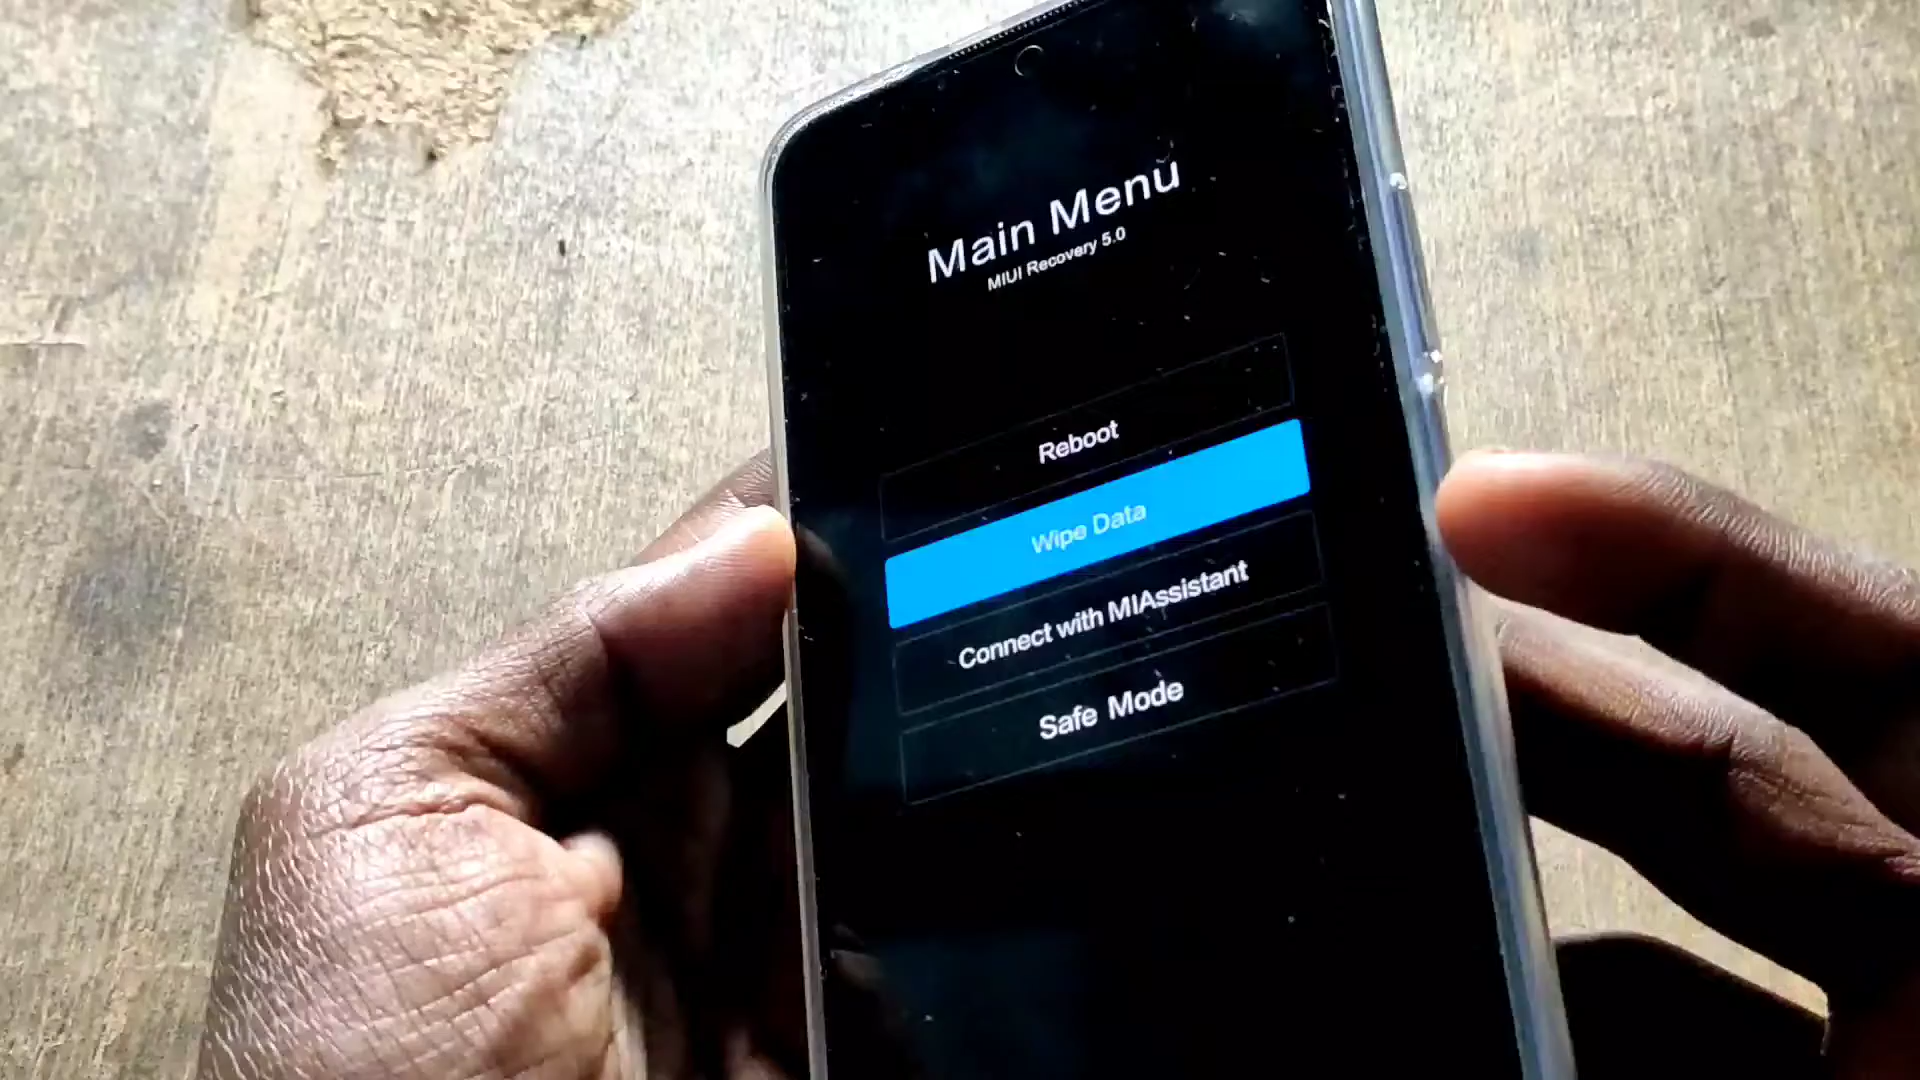 Main Menu
MIUI Recovery 5.0
Reboot
Wipe Data
Connect with MIAssistant
Safe Mode